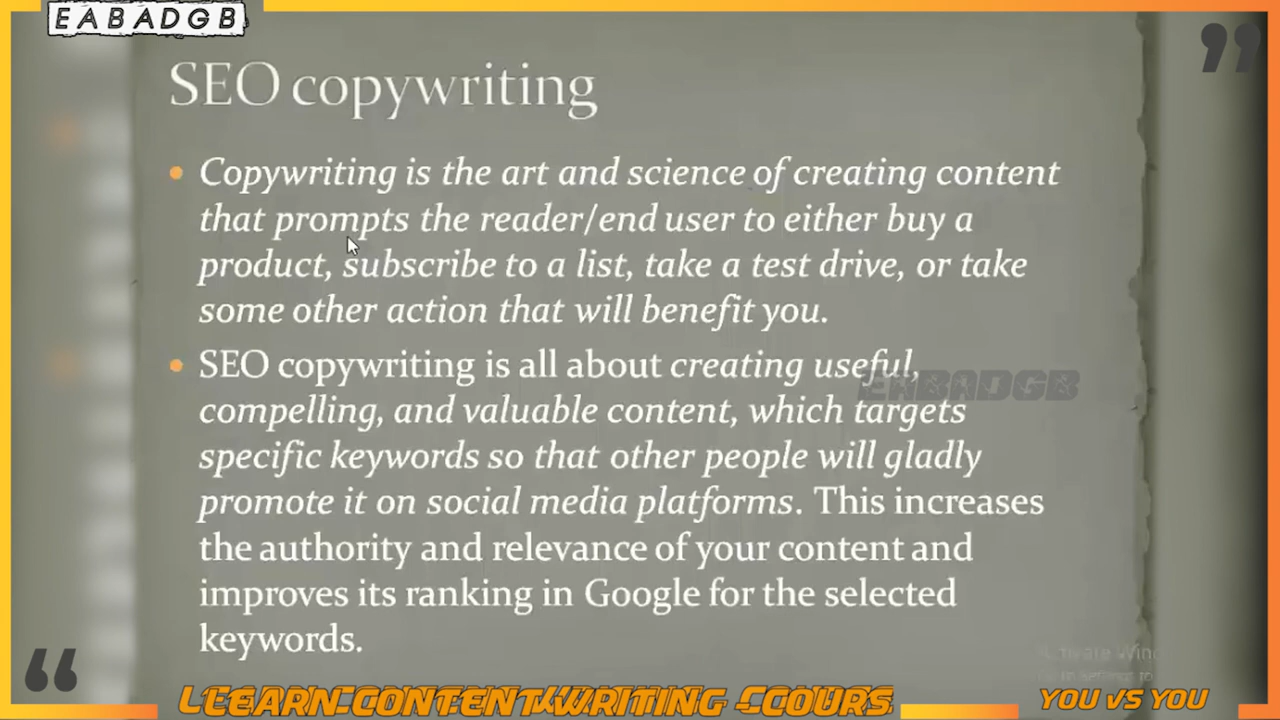 EABADGB
SEO copywriting
• Copywriting is the art and science of creating content
that prompts the reader/end user to either buy a
product, subscribe to a list, take a test drive, or take
some other action that will benefit you.
• SEO copywriting is all about creating useful,
EABADGB
compelling, and valuable content, which targets
specific keywords so that other people will gladly
promote it on social media platforms. This increases
the authority and relevance of your content and
improves its ranking in Google for the selected
keywords.
LEARN CONTENT WRITING COURS
YOU VS YOU